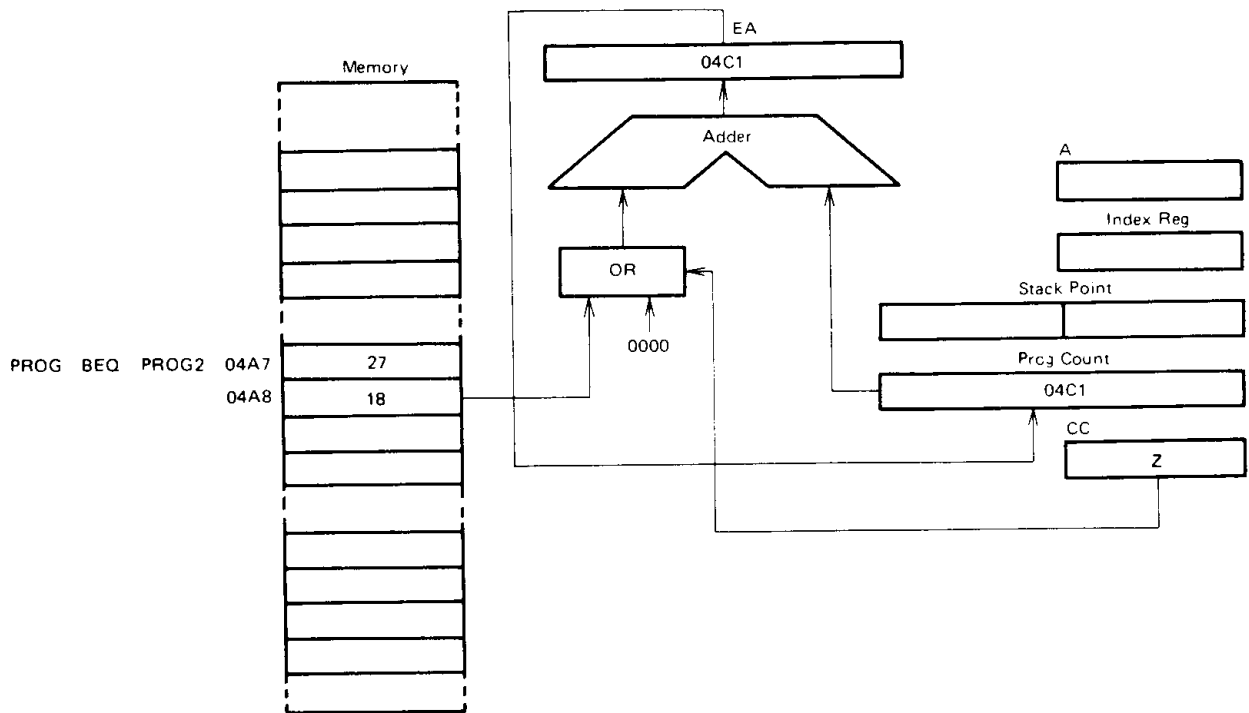 EA
04C1
Memory
Adder
A
Index Reg
OR
Stack Point
0000
Prog Count
PROG BEQ PROG2 04A7 27
04A8 18
04C1
CC
Z